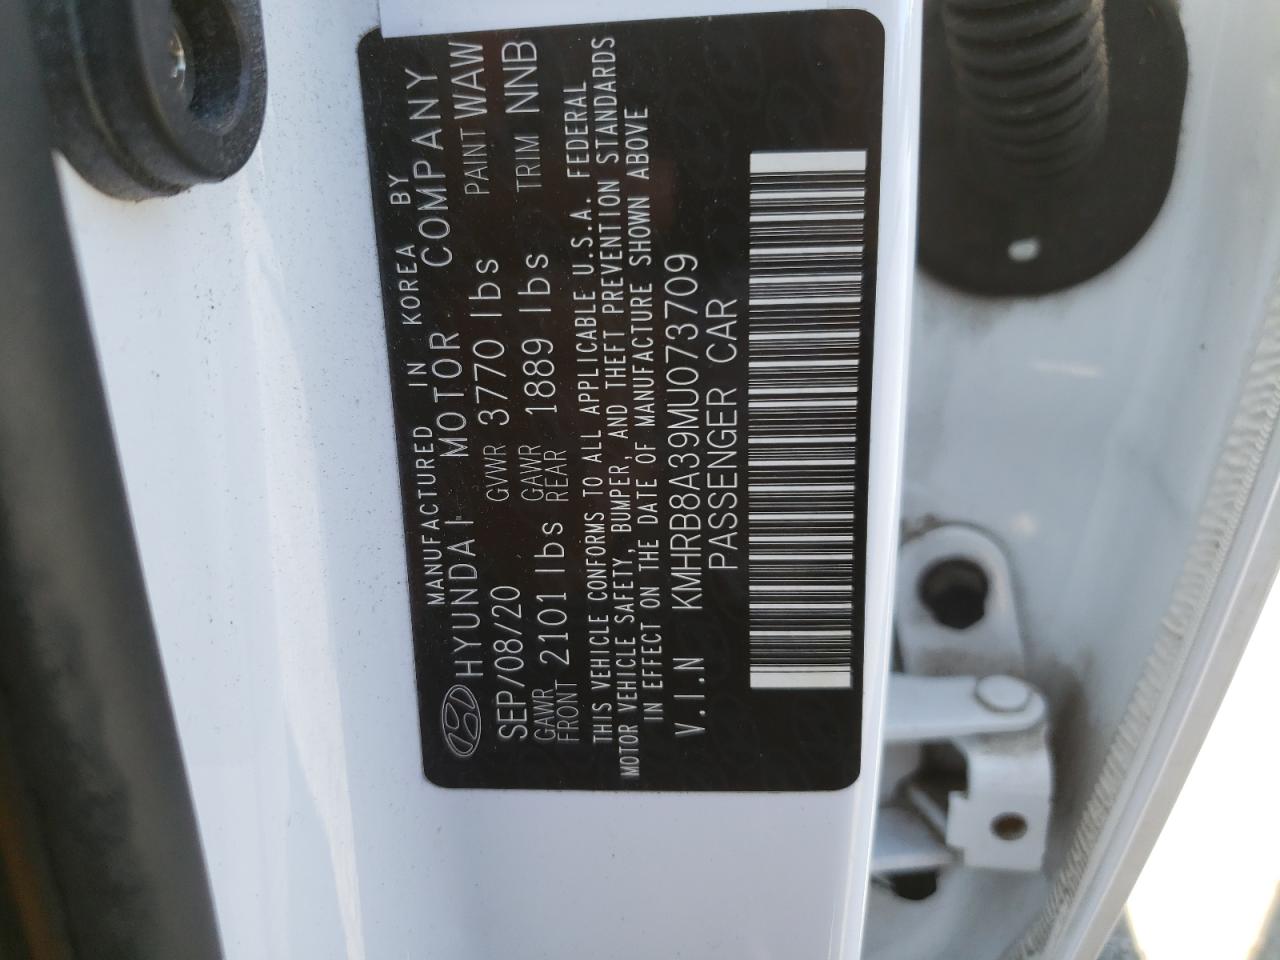 MANUFACTURED IN KOREA BY
HYUNDAI MOTOR COMPANY
SEP/08/20 GVWR 3770 lbs PAINT WAW
GAWR FRONT 2101 lbs GAWR REAR 1889 lbs TRIM NNB
THIS VEHICLE CONFORMS TO ALL APPLICABLE U.S.A. FEDERAL
MOTOR VEHICLE SAFETY, BUMPER, AND THEFT PREVENTION STANDARDS
IN EFFECT ON THE DATE OF MANUFACTURE SHOWN ABOVE
V.I.N KMHRB8A39MU073709
PASSENGER CAR